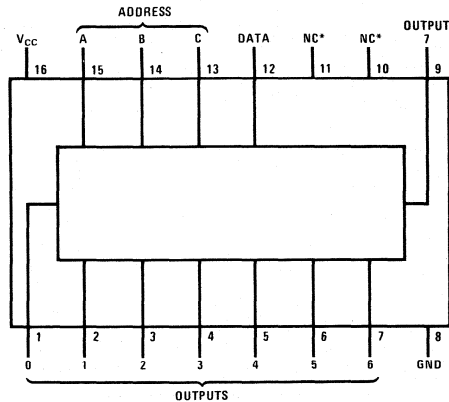 ADDRESS
OUTPUT
V_CC A B C DATA NC* NC* 7
16 15 14 13 12 11 10 9
1 2 3 4 5 6 7 8
0 1 2 3 4 5 6 GND
OUTPUTS